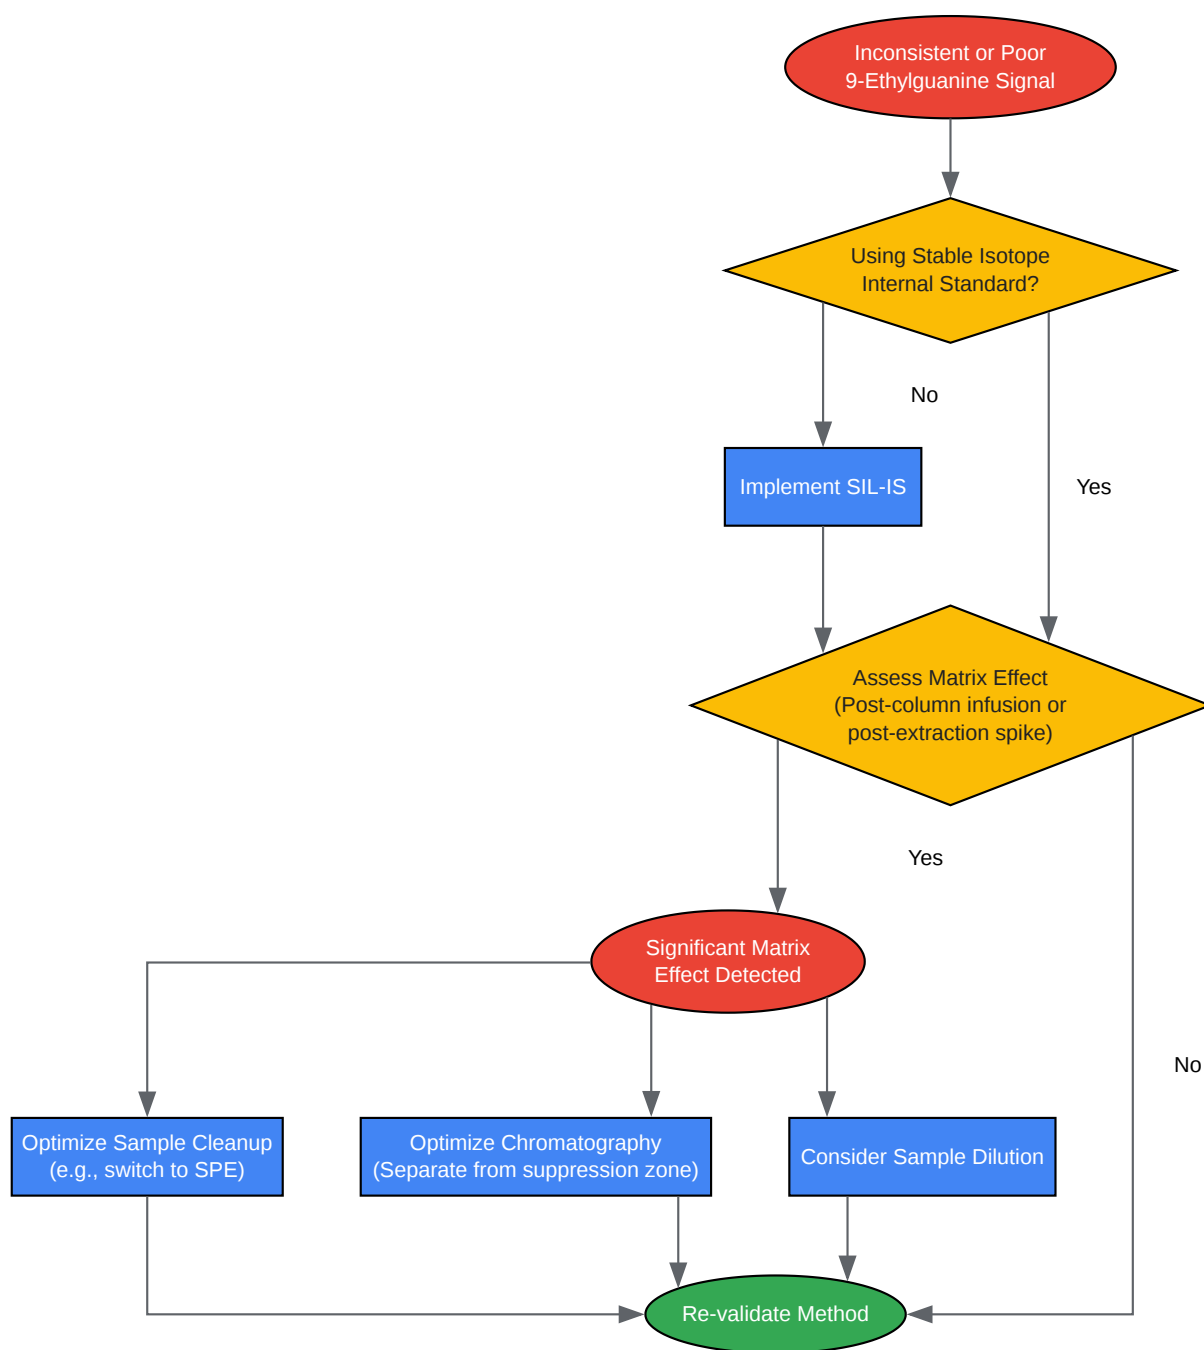 Inconsistent or Poor
9-Ethylguanine Signal
Using Stable Isotope
Internal Standard?
No
Implement SIL-IS
Yes
Assess Matrix Effect
(Post-column infusion or
post-extraction spike)
Yes
Significant Matrix
Effect Detected
No
Optimize Sample Cleanup
(e.g., switch to SPE)
Optimize Chromatography
(Separate from suppression zone)
Consider Sample Dilution
Re-validate Method